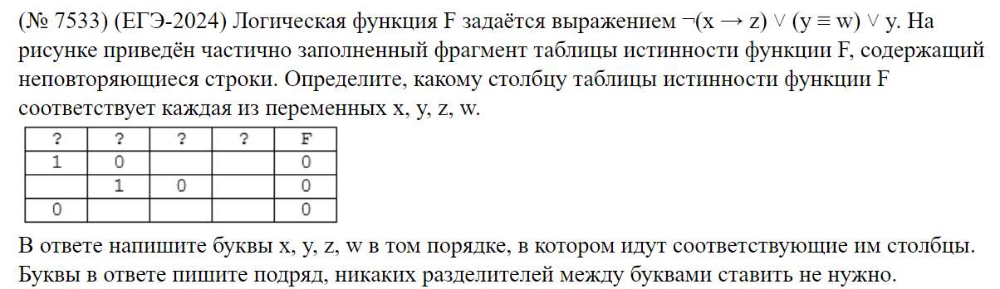 (№ 7533) (ЕГЭ-2024) Логическая функция F задаётся выражением ¬(x → z) ∨ (y ≡ w) ∨ y. На
рисунке приведён частично заполненный фрагмент таблицы истинности функции F, содержащий
неповторяющиеся строки. Определите, какому столбцу таблицы истинности функции F
соответствует каждая из переменных x, y, z, w.
? ? ? ? F
1 0 0
1 0 0
0 0
В ответе напишите буквы x, y, z, w в том порядке, в котором идут соответствующие им столбцы.
Буквы в ответе пишите подряд, никаких разделителей между буквами ставить не нужно.